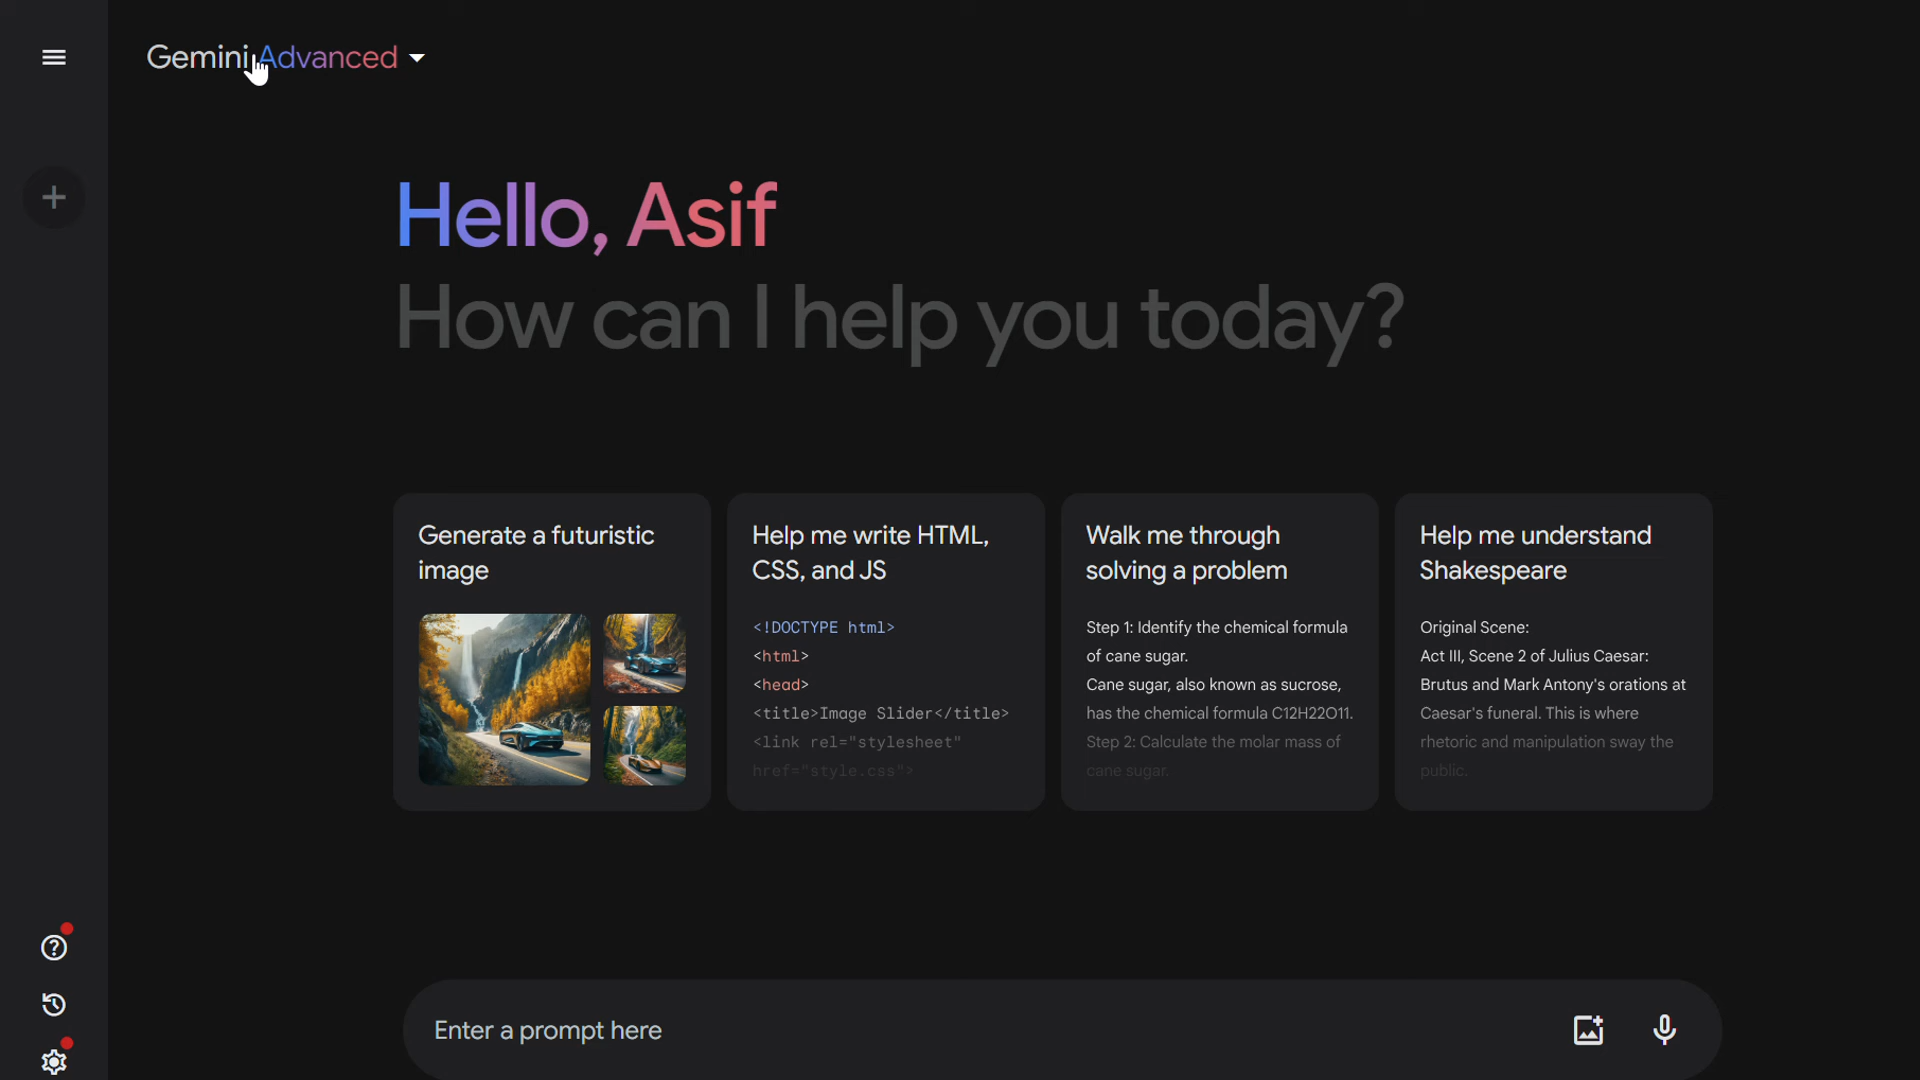 Gemini Advanced
Hello, Asif
How can I help you today?
Generate a futuristic
image
Help me write HTML,
CSS, and JS
<!DOCTYPE html>
<html>
<head>
<title>Image Slider</title>
<link rel="stylesheet"
href="style.css">
Walk me through
solving a problem
Step 1: Identify the chemical formula
of cane sugar.
Cane sugar, also known as sucrose,
has the chemical formula C12H22O11.
Step 2: Calculate the molar mass of
cane sugar.
Help me understand
Shakespeare
Original Scene:
Act III, Scene 2 of Julius Caesar:
Brutus and Mark Antony's orations at
Caesar's funeral. This is where
rhetoric and manipulation sway the
public.
Enter a prompt here